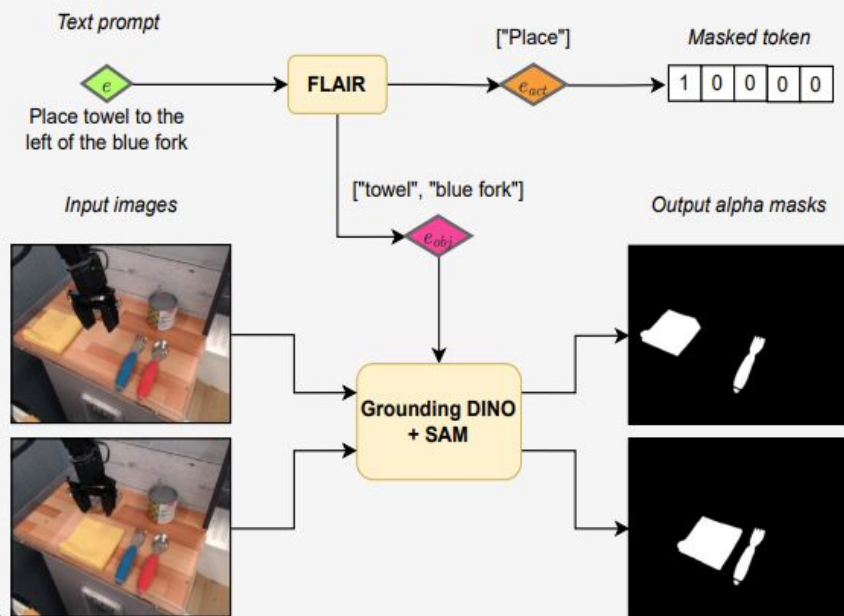 Text prompt
["Place"]
Masked token
e
FLAIR
e_act
1 0 0 0 0
Place towel to the
left of the blue fork
["towel", "blue fork"]
Input images
Output alpha masks
e_obj
Grounding DINO
+ SAM